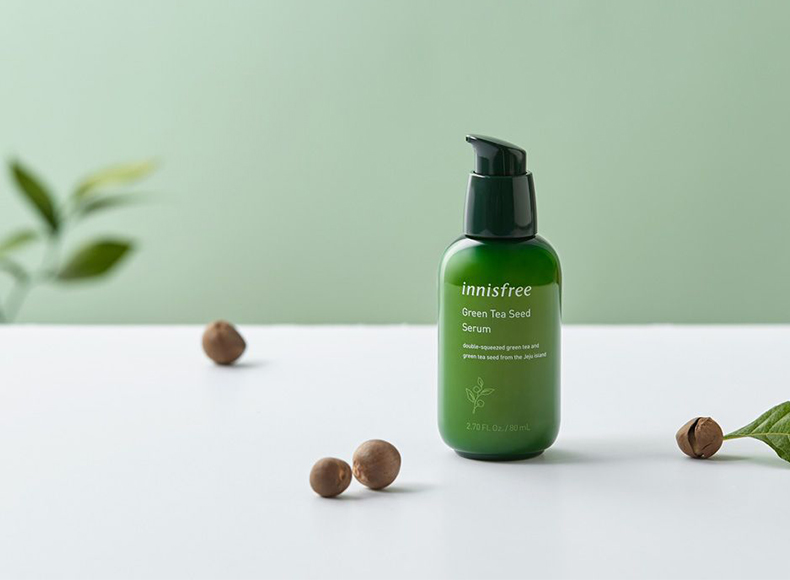 innisfree
Green Tea Seed
Serum
double-squeezed green tea and
green tea seed from the Jeju island
2.70 FL.Oz. / 80 mL